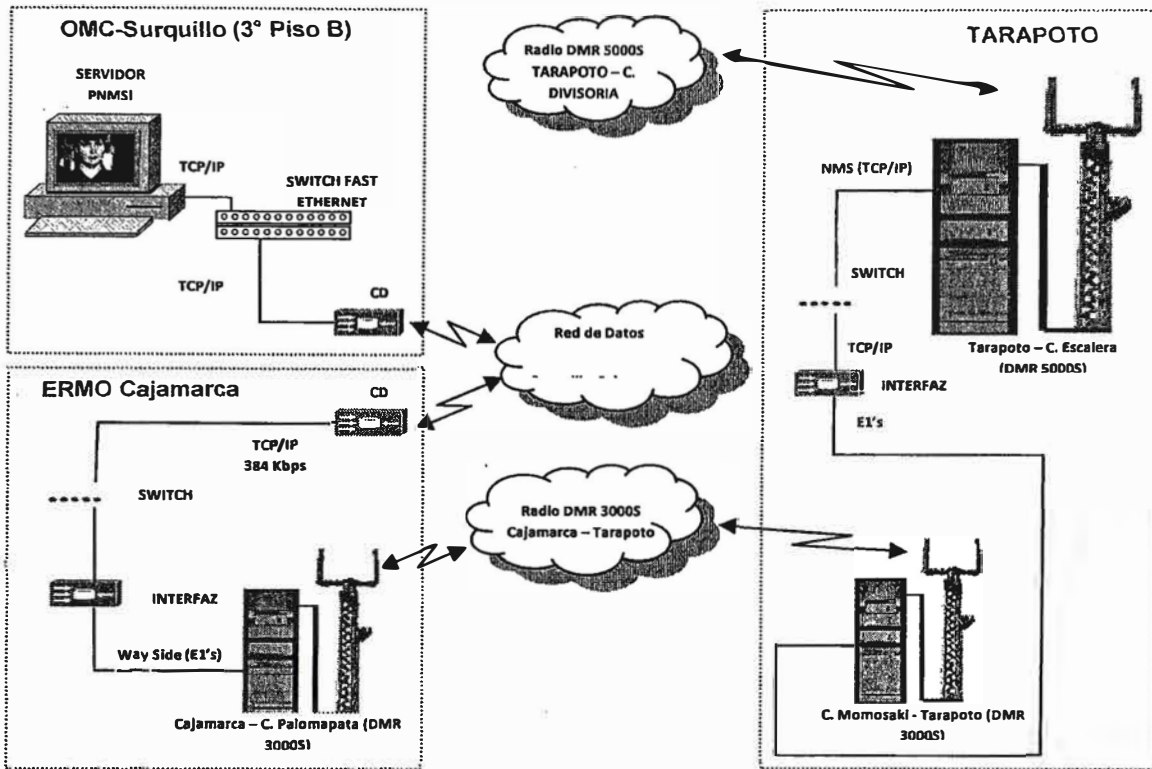 OMC-Surquillo (3° Piso B)
SERVIDOR
PNMSI
TCP/IP
SWITCH FAST
ETHERNET
TCP/IP
CD
ERMO Cajamarca
CD
TCP/IP
384 Kbps
SWITCH
INTERFAZ
Way Side (E1's)
Cajamarca – C. Palomapata (DMR
3000S)
Radio DMR 5000S
TARAPOTO – C.
DIVISORIA
Red de Datos
Radio DMR 3000S
Cajamarca – Tarapoto
TARAPOTO
NMS (TCP/IP)
SWITCH
TCP/IP
Tarapoto – C. Escalera
(DMR 5000S)
INTERFAZ
E1's
C. Momosaki - Tarapoto (DMR
3000S)